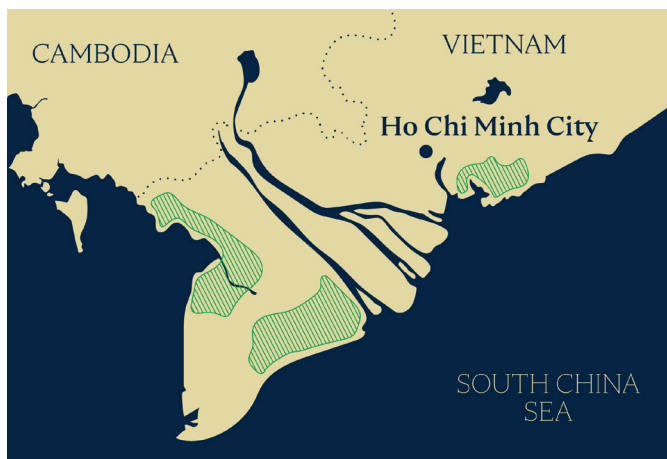 CAMBODIA
VIETNAM
Ho Chi Minh City
SOUTH CHINA
SEA